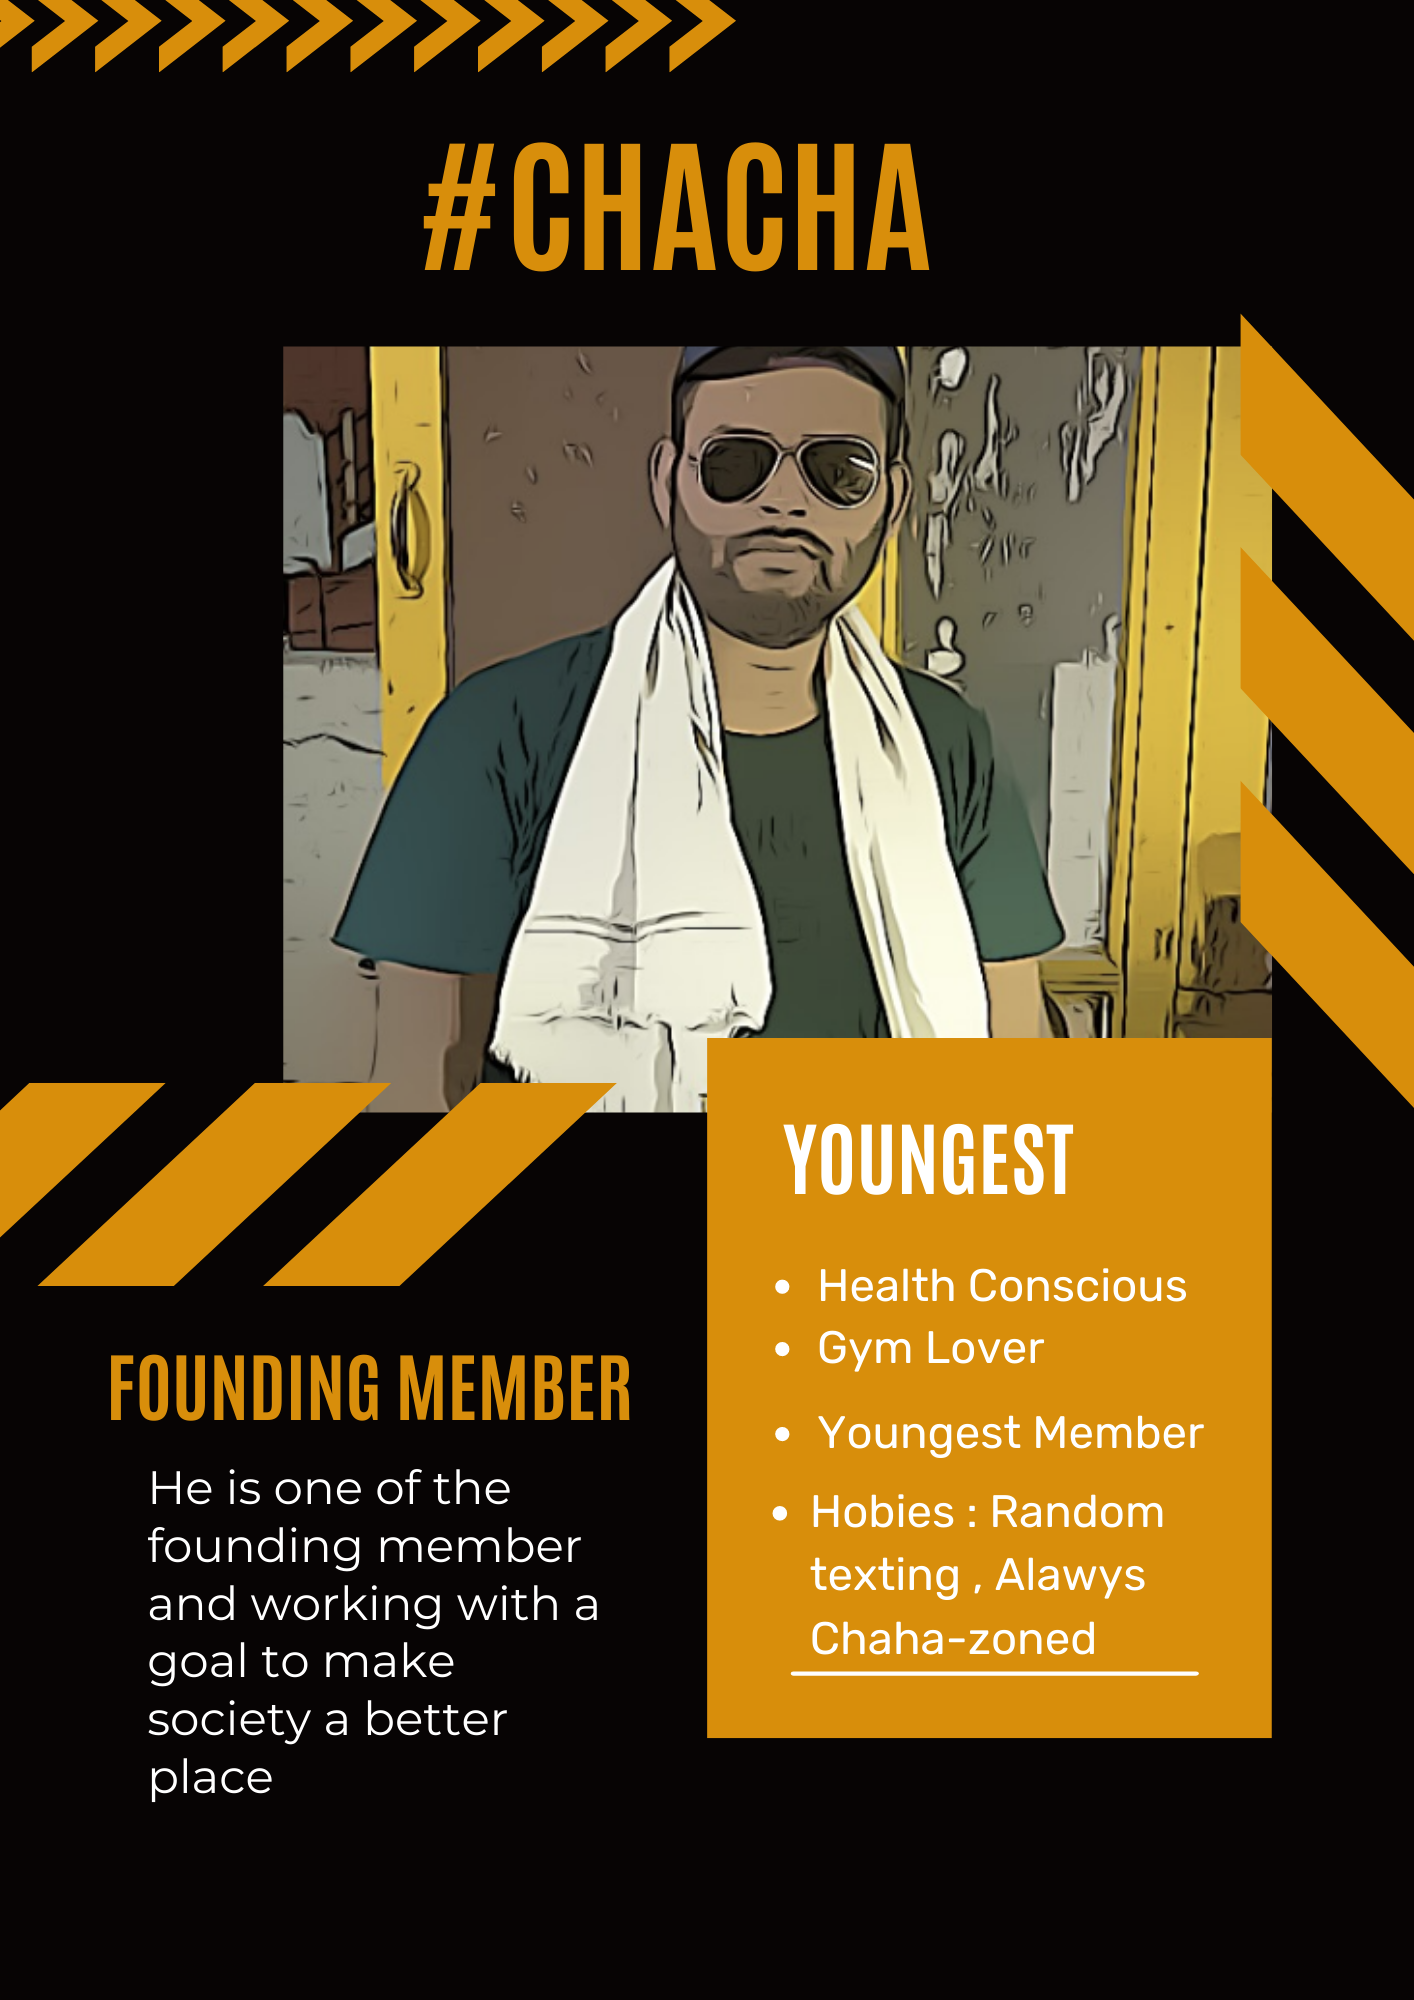 #CHACHA
YOUNGEST
Health Conscious
Gym Lover
Youngest Member
Hobies : Random
texting , Alawys
Chaha-zoned
FOUNDING MEMBER
He is one of the
founding member
and working with a
goal to make
society a better
place